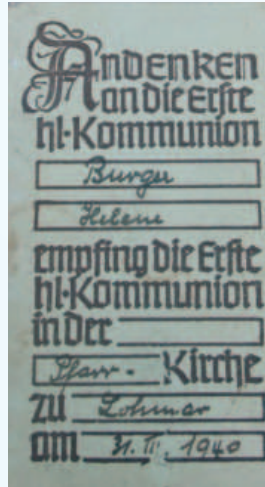 Andenken
an die Erste
hl. Kommunion
Burger
Helene
empfing die Erste
hl. Kommunion
in der
Pfarr- Kirche
zu Lohmar
am 31. III. 1940